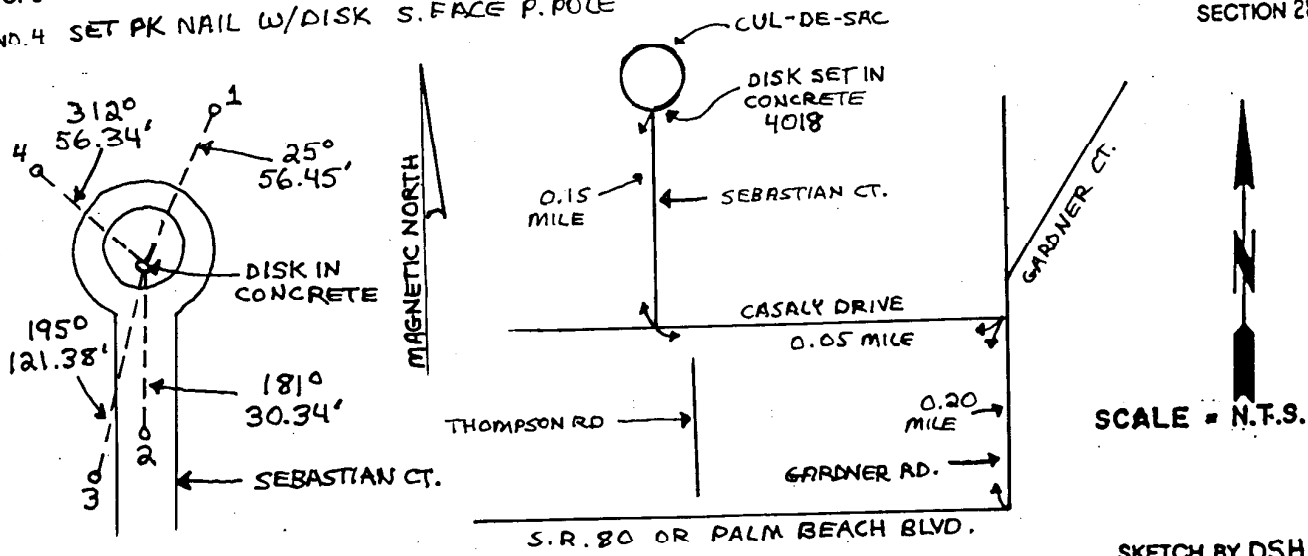 NO. 4 SET PK NAIL W/DISK S. FACE P. POLE
SECTION 28
312°
56.34'
1
4
25°
56.45'
DISK IN
CONCRETE
195°
121.38'
181°
30.34'
2
3
SEBASTIAN CT.
MAGNETIC NORTH
CUL-DE-SAC
DISK SET IN
CONCRETE
4018
0.15
MILE
SEBASTIAN CT.
GARDNER CT.
CASALY DRIVE
0.05 MILE
THOMPSON RD
0.20
MILE
GARDNER RD.
S.R. 80 OR PALM BEACH BLVD.
N
SCALE = N.T.S.
SKETCH BY DSH